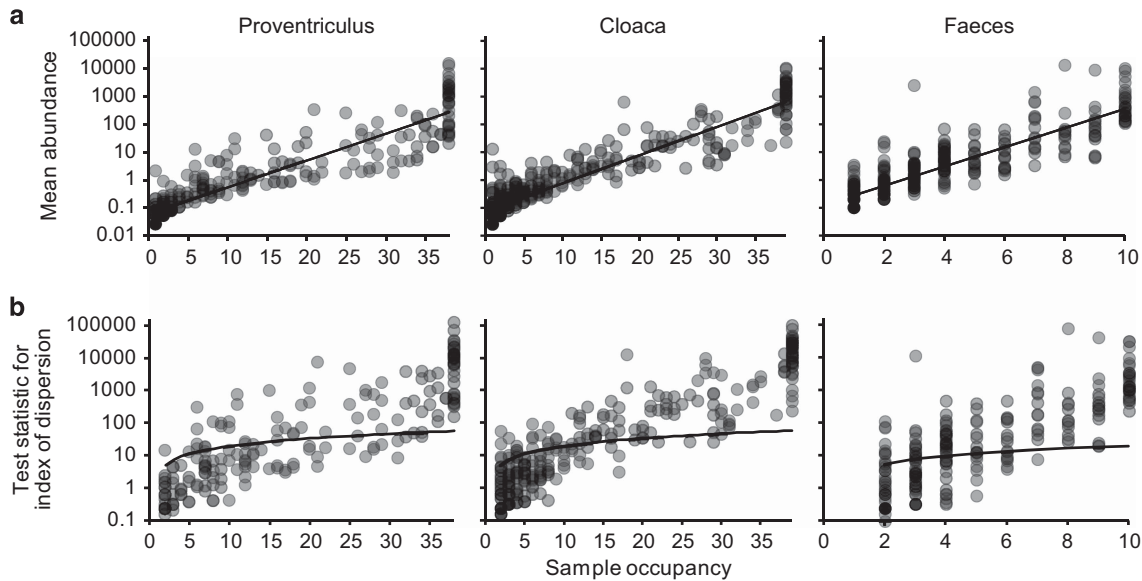 a
Proventriculus
Cloaca
Faeces
Mean abundance
100000
10000
1000
100
10
1
0.1
0.01
0 5 10 15 20 25 30 35
0 5 10 15 20 25 30 35
0 2 4 6 8 10
b
Test statistic for
index of dispersion
100000
10000
1000
100
10
1
0.1
0 5 10 15 20 25 30 35
0 5 10 15 20 25 30 35
0 2 4 6 8 10
Sample occupancy